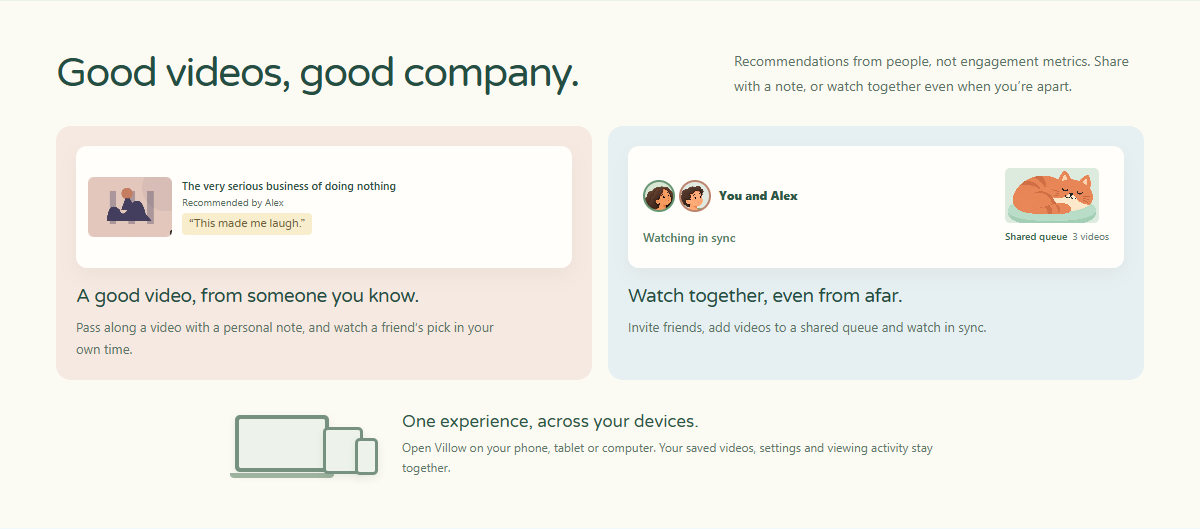 Good videos, good company.
Recommendations from people, not engagement metrics. Share
with a note, or watch together even when you’re apart.
The very serious business of doing nothing
Recommended by Alex
“This made me laugh.”
A good video, from someone you know.
Pass along a video with a personal note, and watch a friend’s pick in your
own time.
You and Alex
Watching in sync
Shared queue 3 videos
Watch together, even from afar.
Invite friends, add videos to a shared queue and watch in sync.
One experience, across your devices.
Open Villow on your phone, tablet or computer. Your saved videos, settings and viewing activity stay
together.